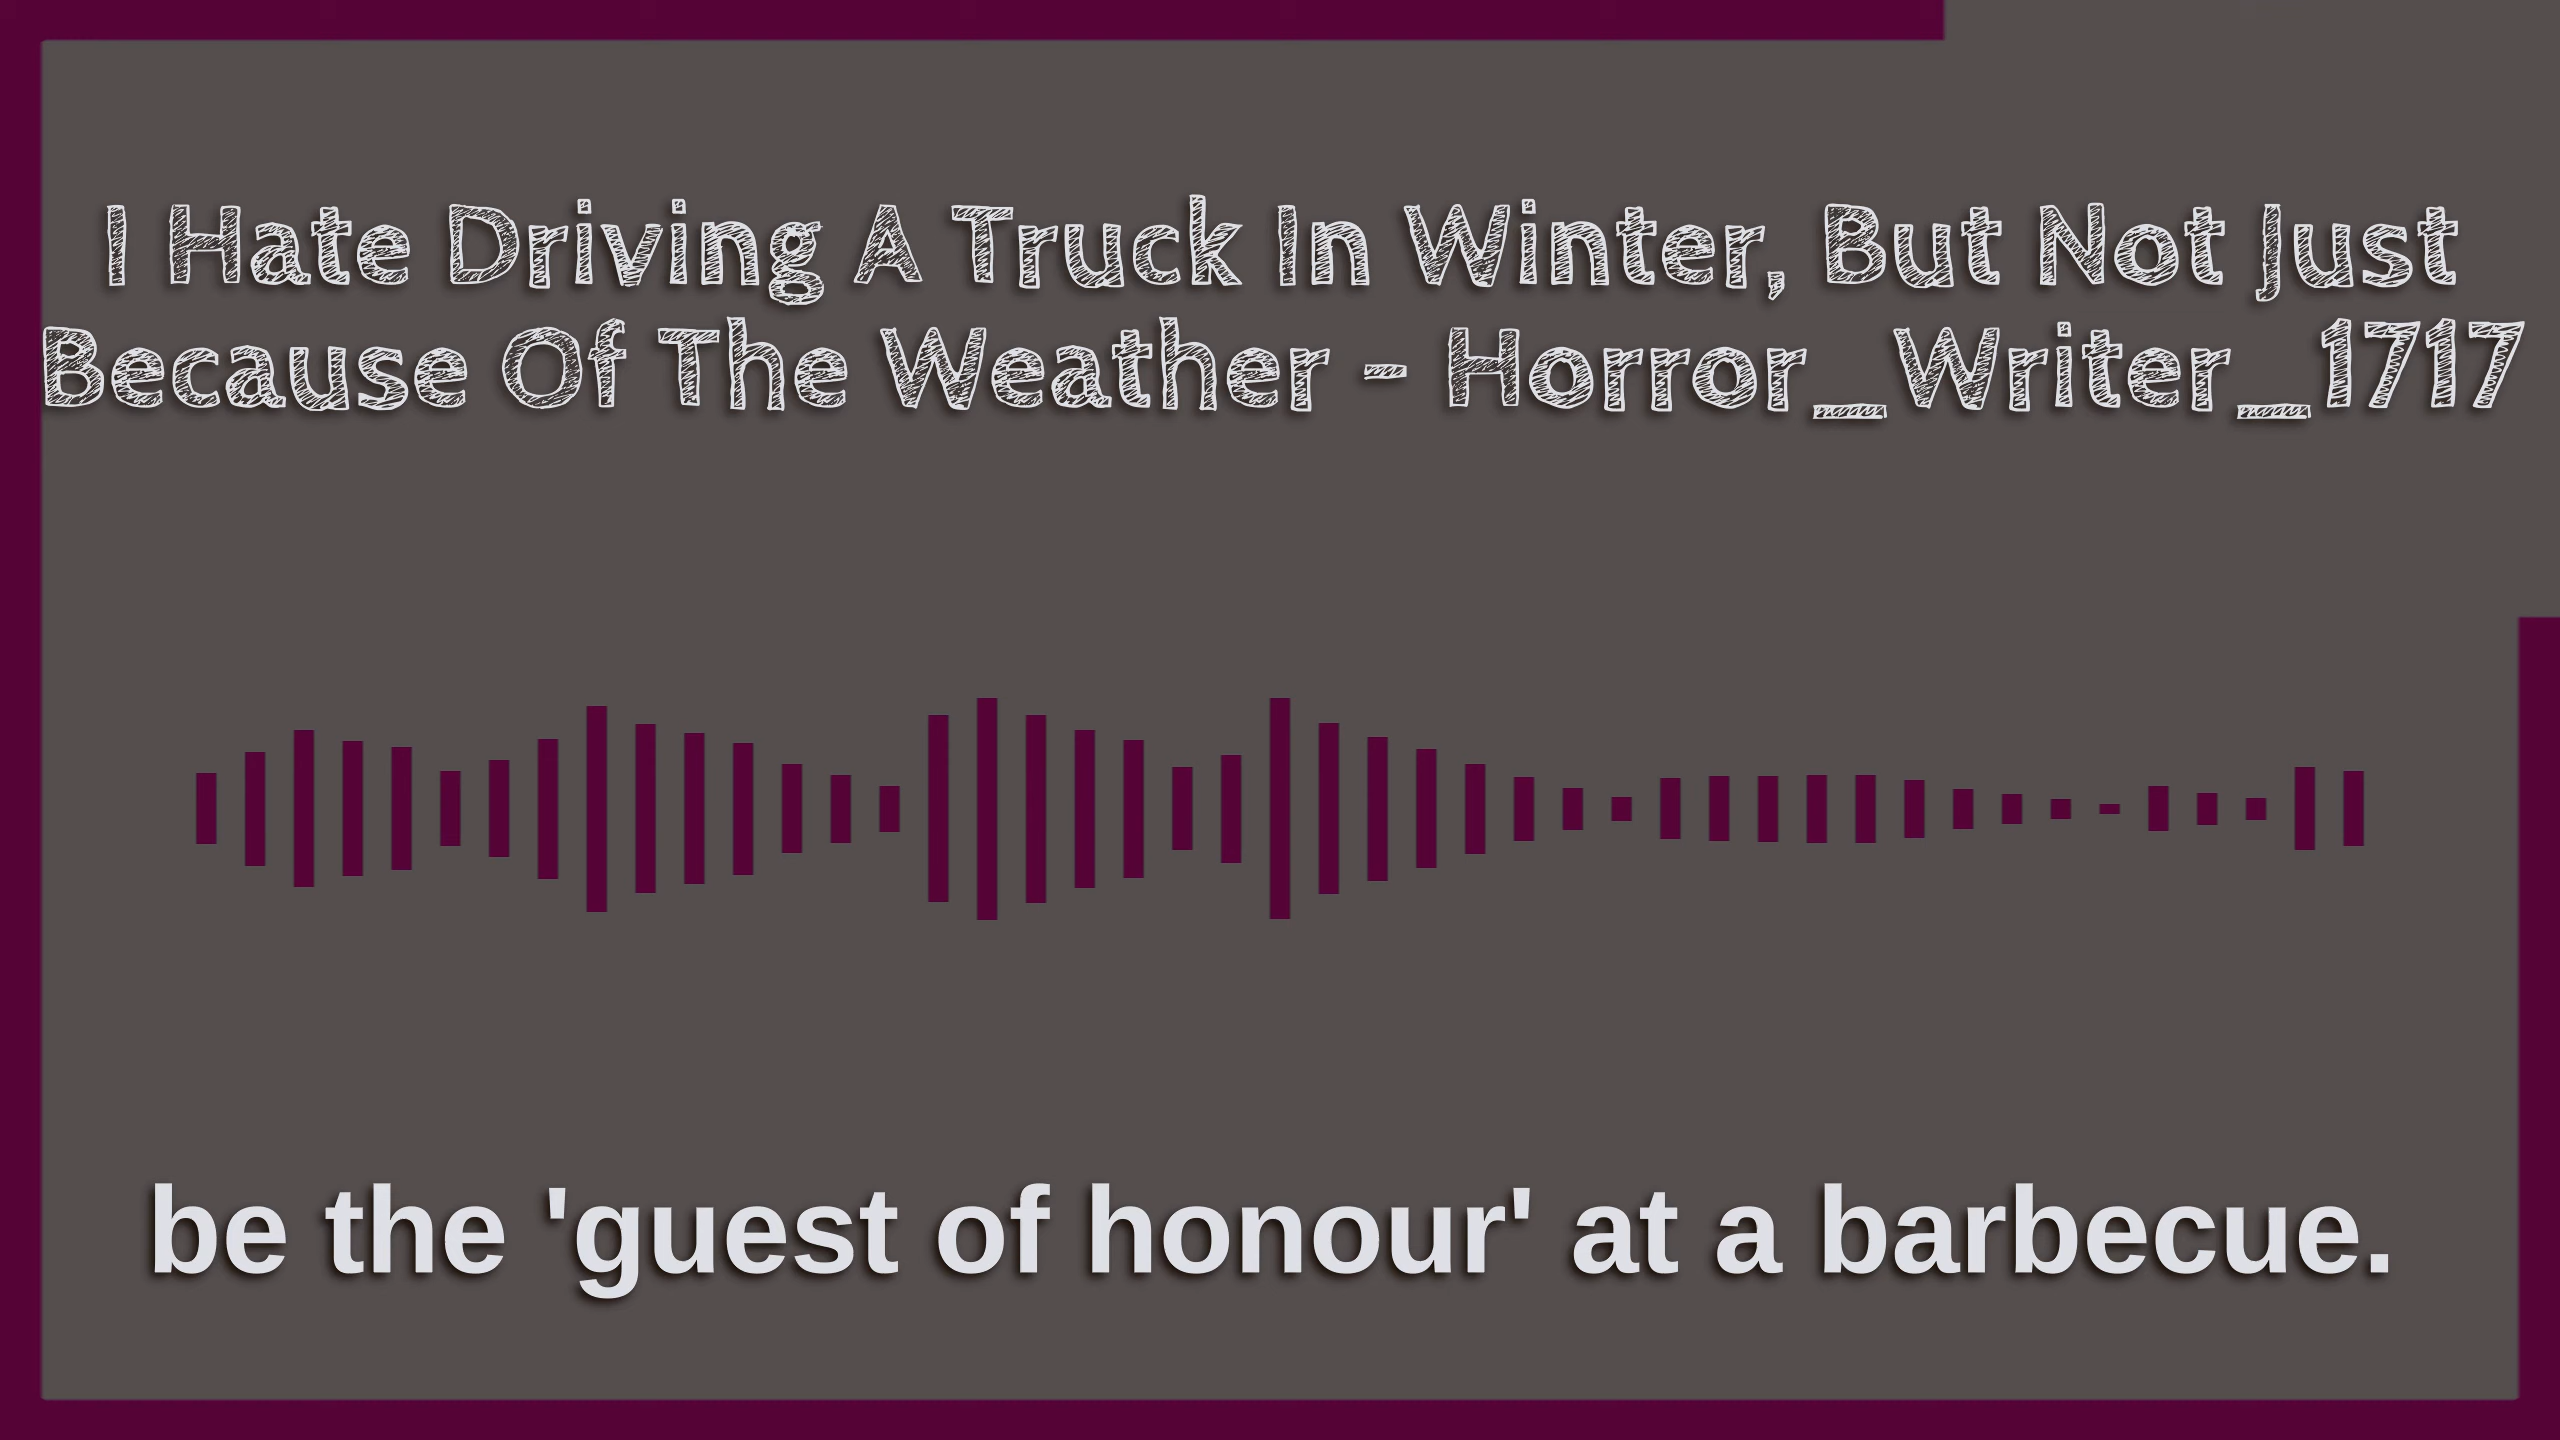 I Hate Driving A Truck In Winter, But Not Just
Because Of The Weather - Horror_Writer_1717
be the 'guest of honour' at a barbecue.